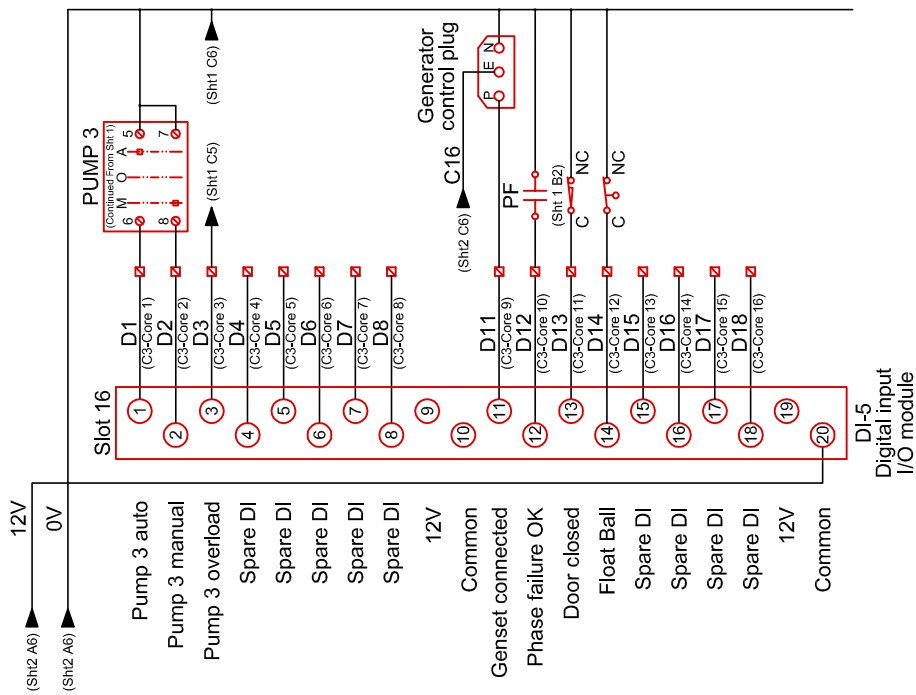 12V
(Sht2 A6)
0V
(Sht2 A6)
PUMP 3
(Continued From Sht 1)
M O A
6 5
8 7
(Sht1 C5)
(Sht1 C6)
Generator
control plug
P E N
C16
(Sht2 C6)
PF
(Sht 1 B2)
C NC
C NC
D1
(C3-Core 1)
D2
(C3-Core 2)
D3
(C3-Core 3)
D4
(C3-Core 4)
D5
(C3-Core 5)
D6
(C3-Core 6)
D7
(C3-Core 7)
D8
(C3-Core 8)
D11
(C3-Core 9)
D12
(C3-Core 10)
D13
(C3-Core 11)
D14
(C3-Core 12)
D15
(C3-Core 13)
D16
(C3-Core 14)
D17
(C3-Core 15)
D18
(C3-Core 16)
Slot 16
1
2
3
4
5
6
7
8
9
10
11
12
13
14
15
16
17
18
19
20
DI-5
Digital input
I/O module
Pump 3 auto
Pump 3 manual
Pump 3 overload
Spare DI
Spare DI
Spare DI
Spare DI
Spare DI
12V
Common
Genset connected
Phase failure OK
Door closed
Float Ball
Spare DI
Spare DI
Spare DI
Spare DI
12V
Common